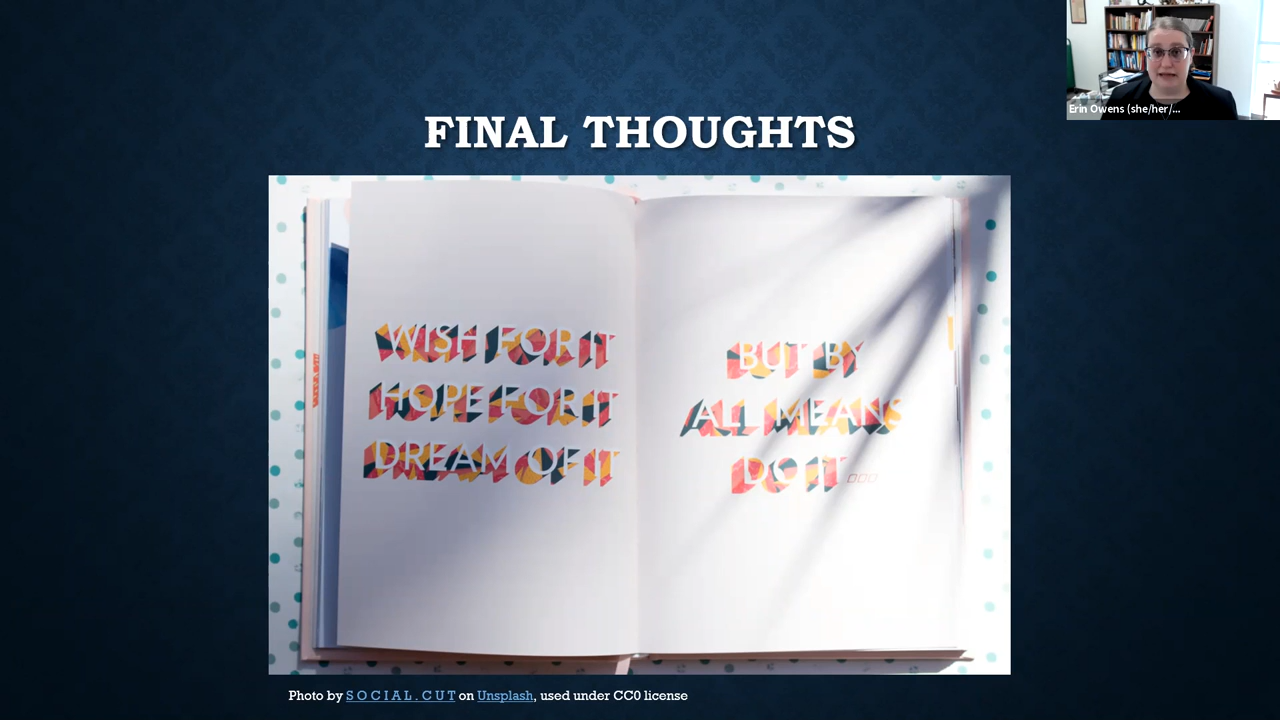 Erin Owens (she/her/...
FINAL THOUGHTS
WISH FOR IT
HOPE FOR IT
DREAM OF IT
BUT BY
ALL MEANS
DO IT
Photo by S O C I A L . C U T on Unsplash, used under CC0 license